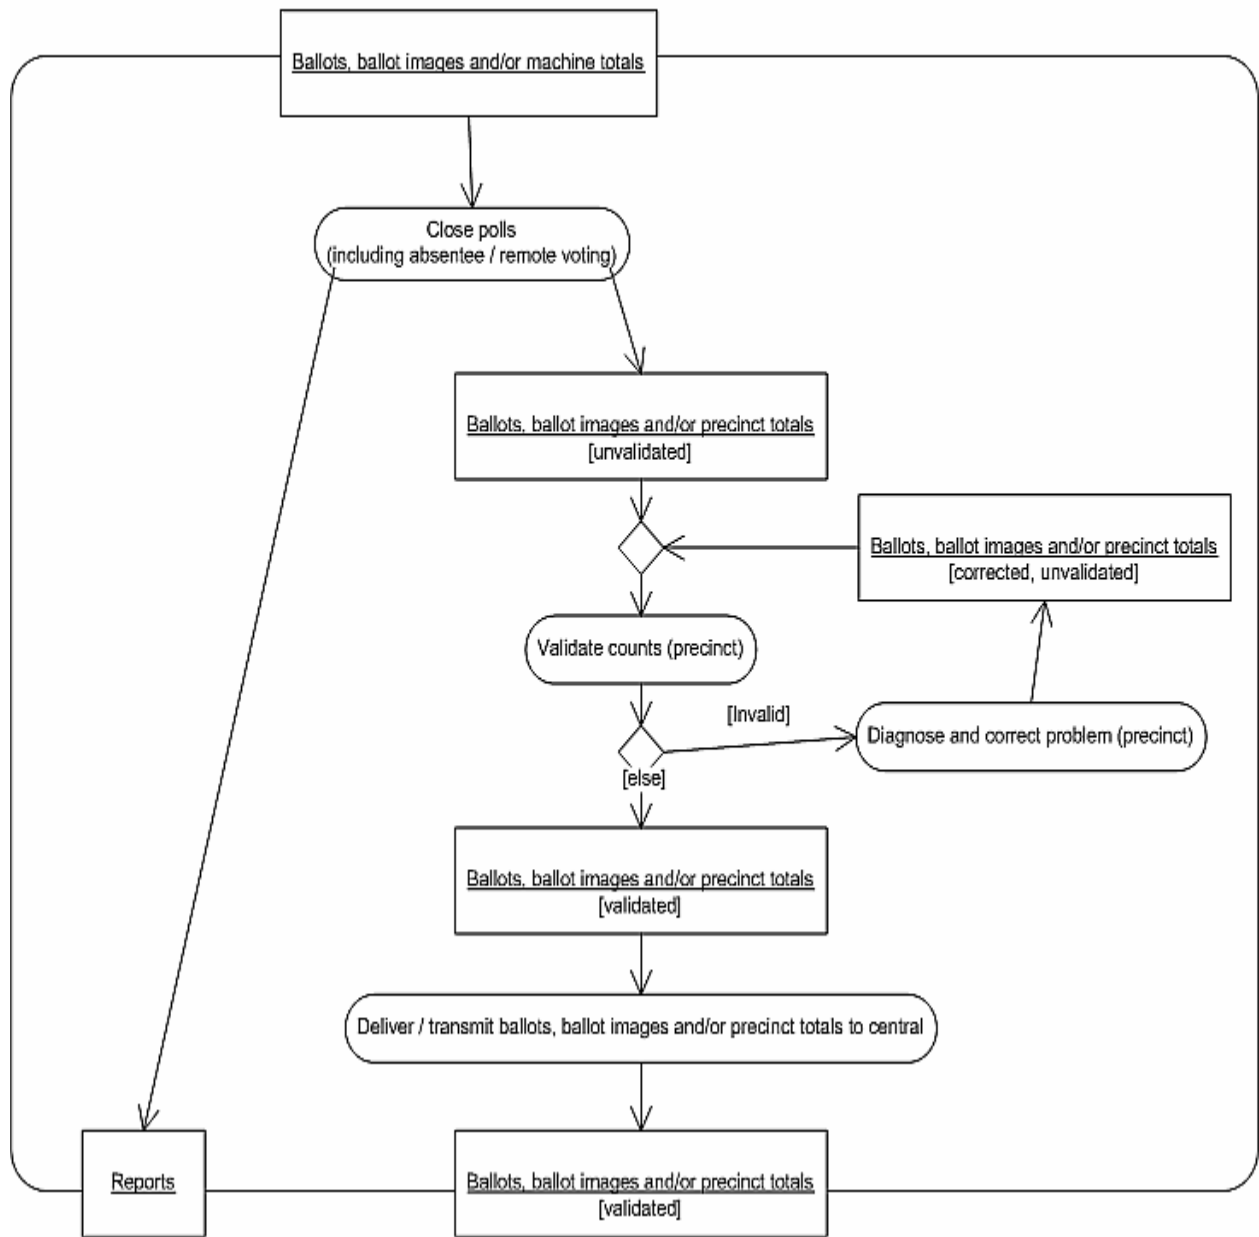 Ballots, ballot images and/or machine totals
Close polls
(including absentee / remote voting)
Ballots, ballot images and/or precinct totals
[unvalidated]
Ballots, ballot images and/or precinct totals
[corrected, unvalidated]
Validate counts (precinct)
[Invalid]
Diagnose and correct problem (precinct)
[else]
Ballots, ballot images and/or precinct totals
[validated]
Deliver / transmit ballots, ballot images and/or precinct totals to central
Reports
Ballots, ballot images and/or precinct totals
[validated]